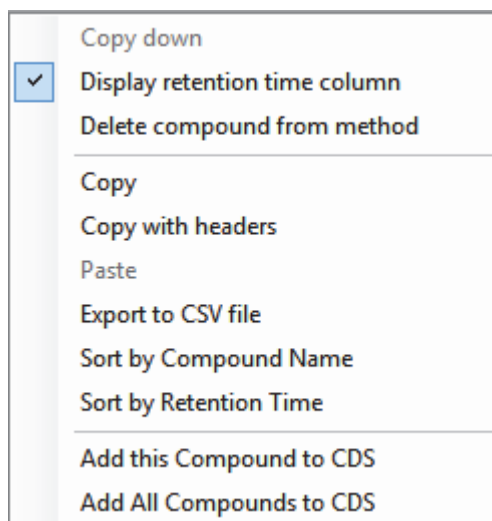 Copy down
Display retention time column
Delete compound from method
Copy
Copy with headers
Paste
Export to CSV file
Sort by Compound Name
Sort by Retention Time
Add this Compound to CDS
Add All Compounds to CDS